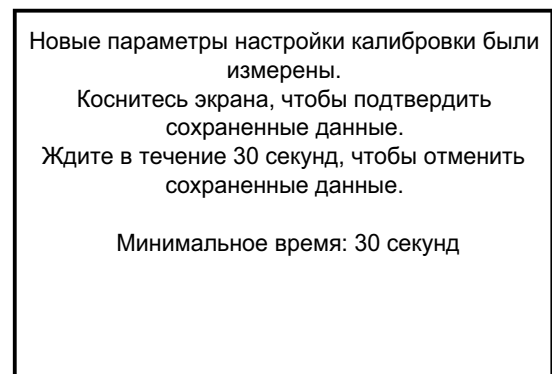 Новые параметры настройки калибровки были
измерены.
Коснитесь экрана, чтобы подтвердить
сохраненные данные.
Ждите в течение 30 секунд, чтобы отменить
сохраненные данные.
Минимальное время: 30 секунд